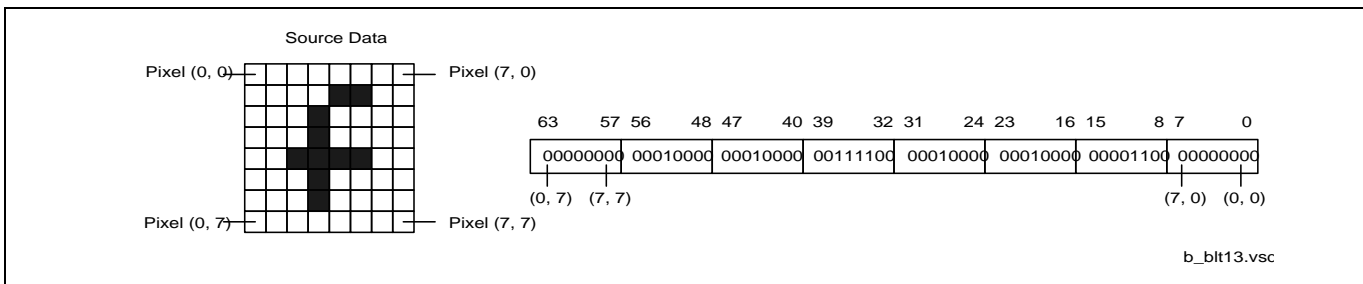 Source Data
Pixel (0, 0) Pixel (7, 0)
63 57 56 48 47 40 39 32 31 24 23 16 15 8 7 0
00000000 00010000 00010000 00111100 00010000 00010000 00001100 00000000
(0, 7) (7, 7) (7, 0) (0, 0)
Pixel (0, 7) Pixel (7, 7)
b_blt13.vsc